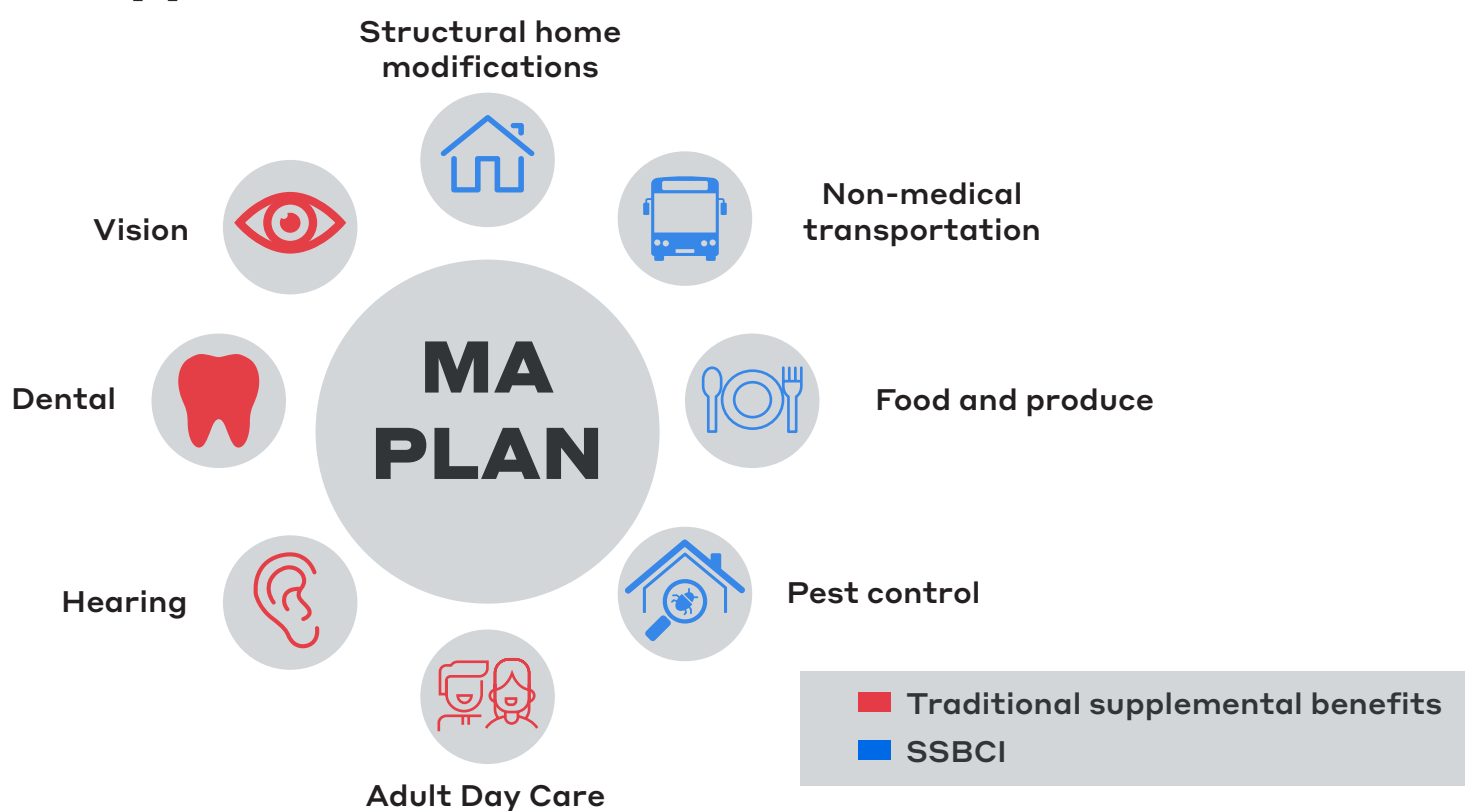 Structural home
modifications
Non-medical
transportation
Vision
MA
PLAN
Dental
Food and produce
Hearing
Pest control
Adult Day Care
Traditional supplemental benefits
SSBCI